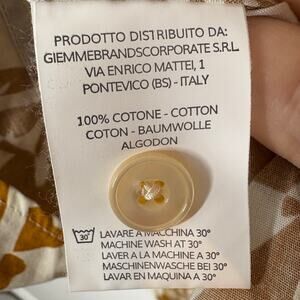 PRODOTTO DISTRIBUITO DA:
GIEMMEBRANDSCORPORATE S.R.L.
VIA ENRICO MATTEI, 1
PONTEVICO (BS) - ITALY
100% COTONE - COTTON
COTON - BAUMWOLLE
ALGODON
30°
LAVARE A MACCHINA 30°
MACHINE WASH AT 30°
LAVER A LA MACHINE A 30°
MASCHINENWASCHE BEI 30°
LAVAR EN MAQUINA A 30°